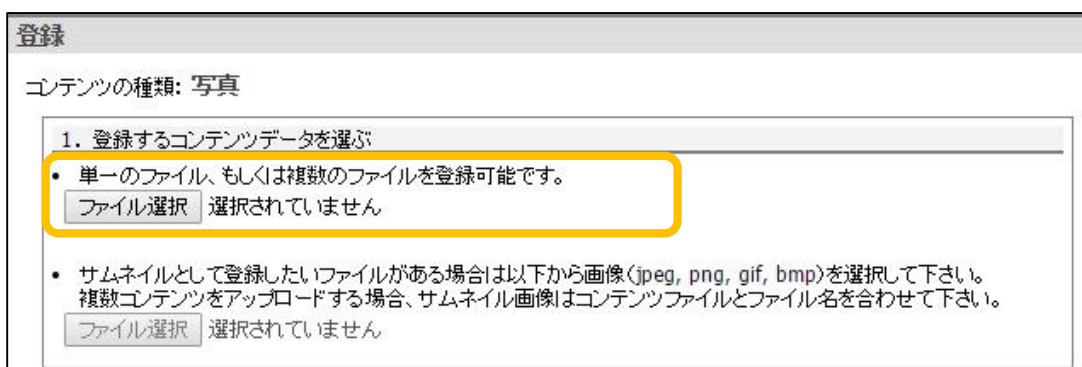 登録
コンテンツの種類: 写真
1. 登録するコンテンツデータを選ぶ
• 単一のファイル、もしくは複数のファイルを登録可能です。
ファイル選択 選択されていません
• サムネイルとして登録したいファイルがある場合は以下から画像(jpeg, png, gif, bmp)を選択して下さい。
複数コンテンツをアップロードする場合、サムネイル画像はコンテンツファイルとファイル名を合わせて下さい。
ファイル選択 選択されていません